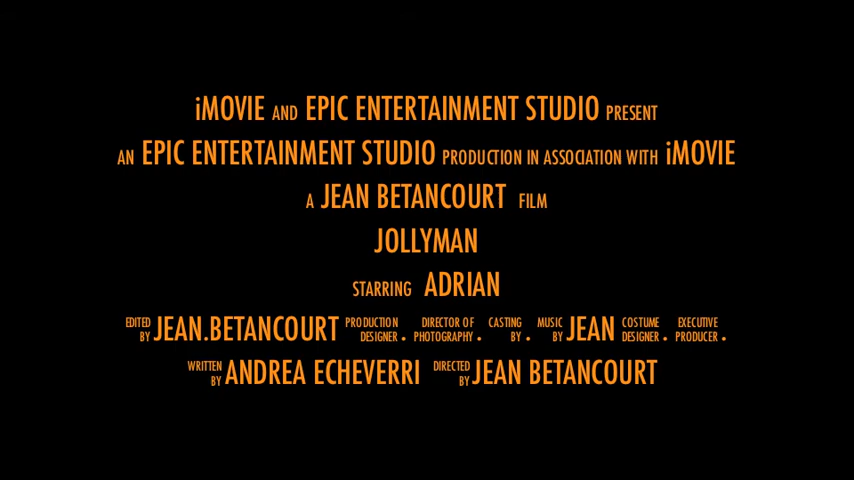 iMOVIE AND EPIC ENTERTAINMENT STUDIO PRESENT
AN EPIC ENTERTAINMENT STUDIO PRODUCTION IN ASSOCIATION WITH iMOVIE
A JEAN BETANCOURT FILM
JOLLYMAN
STARRING ADRIAN
EDITED BY JEAN.BETANCOURT PRODUCTION DESIGNER . DIRECTOR OF PHOTOGRAPHY . CASTING BY . MUSIC BY JEAN COSTUME DESIGNER . EXECUTIVE PRODUCER .
WRITTEN BY ANDREA ECHEVERRI DIRECTED BY JEAN BETANCOURT